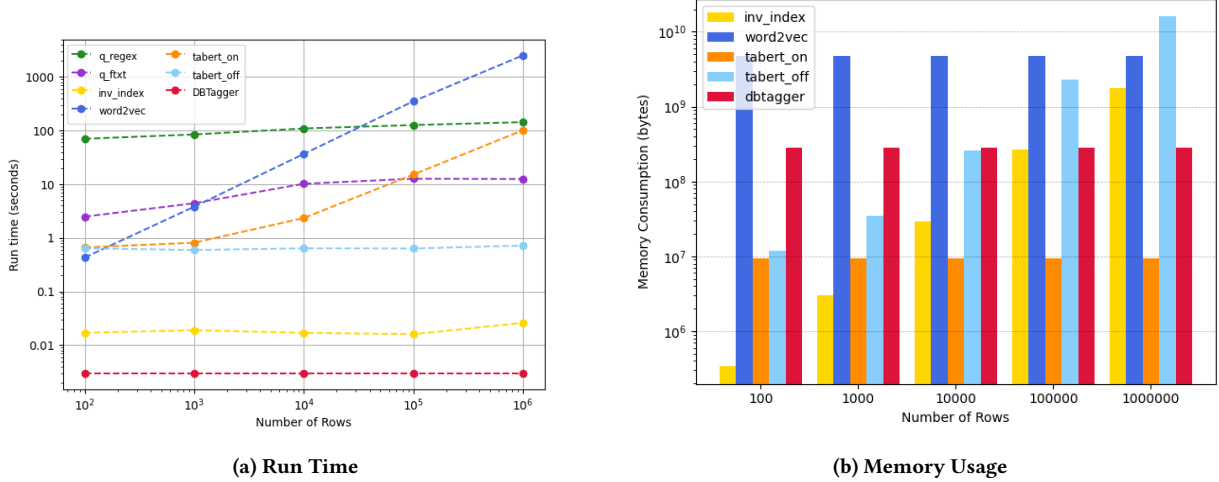 1000
100
10
1
0.1
0.01
Run time (seconds)
q_regex
q_ftxt
inv_index
word2vec
tabert_on
tabert_off
DBTagger
10² 10³ 10⁴ 10⁵ 10⁶
Number of Rows
(a) Run Time
10¹⁰
10⁹
10⁸
10⁷
10⁶
Memory Consumption (bytes)
inv_index
word2vec
tabert_on
tabert_off
dbtagger
100 1000 10000 100000 1000000
Number of Rows
(b) Memory Usage